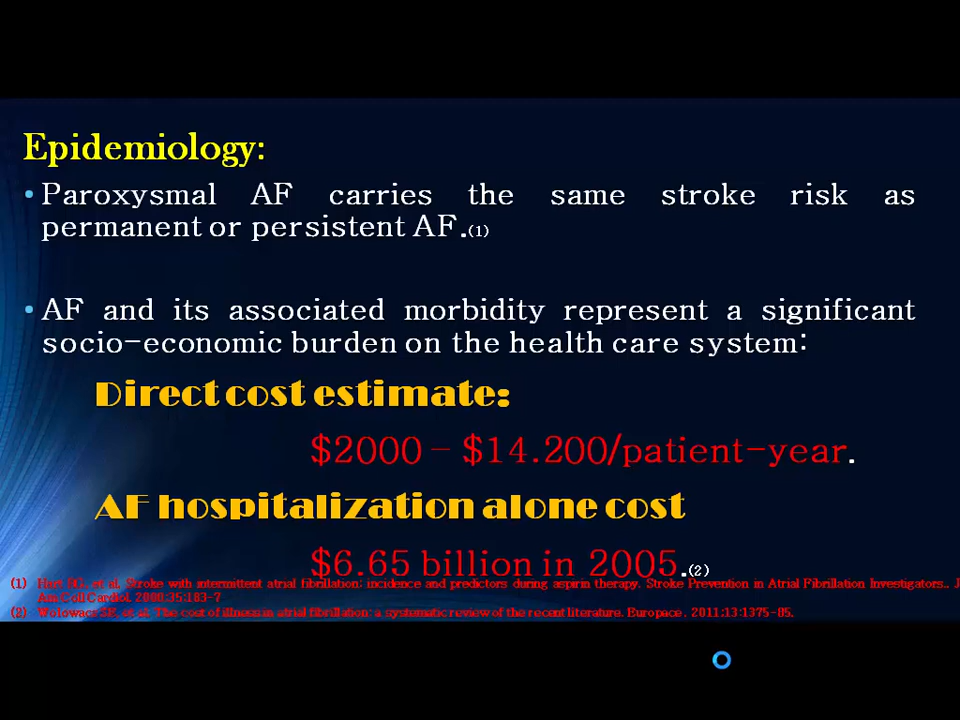 Epidemiology:
• Paroxysmal AF carries the same stroke risk as
permanent or persistent AF.(1)
• AF and its associated morbidity represent a significant
socio-economic burden on the health care system:
Direct cost estimate:
$2000 – $14.200/patient-year.
AF hospitalization alone cost
$6.65 billion in 2005.(2)
(1) Hart RG, et al. Stroke with intermittent atrial fibrillation: incidence and predictors during aspirin therapy. Stroke Prevention in Atrial Fibrillation Investigators.. J
Am Coll Cardiol. 2000;35:183-7
(2) Wolowacz SE, et al. The cost of illness in atrial fibrillation: a systematic review of the recent literature. Europace. 2011;13:1375-85.